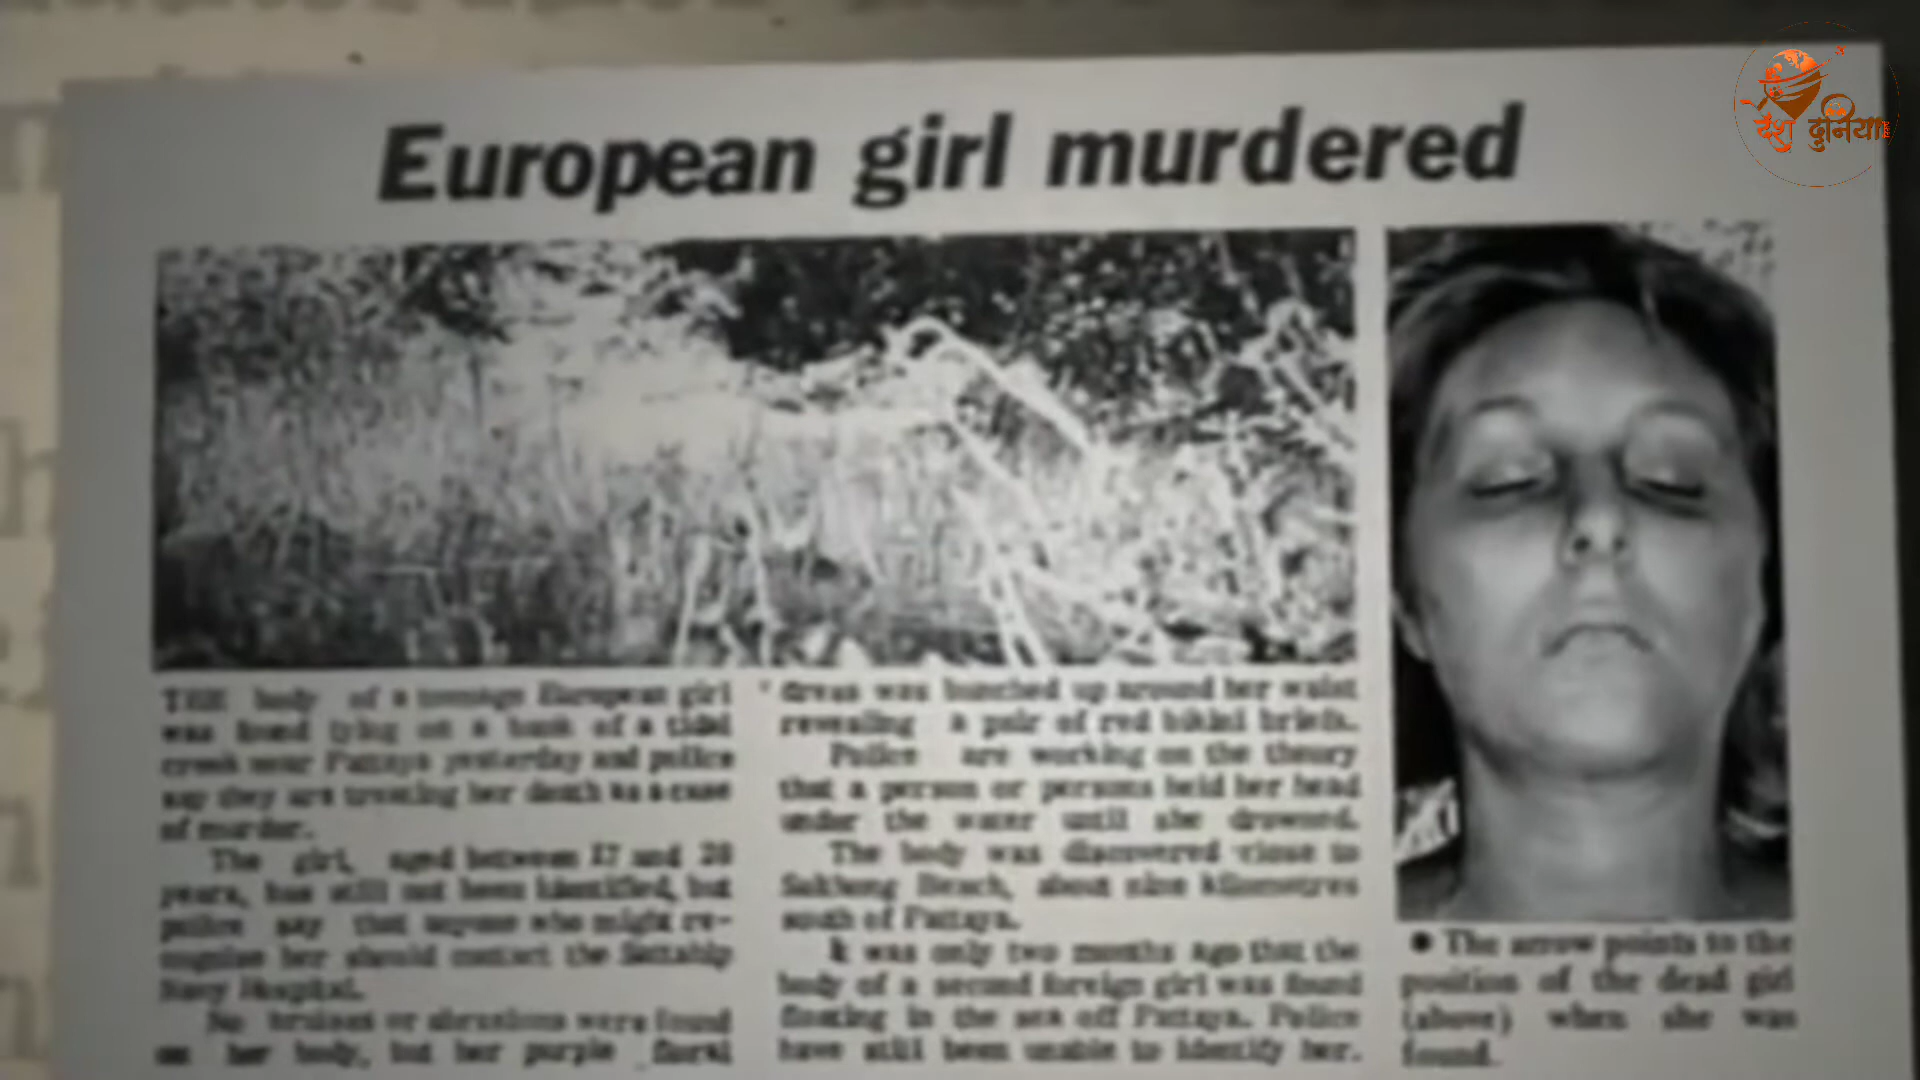 देश दुनिया
European girl murdered
THE body of a teenage European girl
was found lying on a bank of a tidal
creek near Pattaya yesterday and police
say they are treating her death as a case
of murder.
The girl, aged between 17 and 20
years, has still not been identified, but
police say that anyone who might re-
cognise her should contact the Sattahip
Navy Hospital.
No bruises or abrasions were found
on her body, but her purple floral
dress was bunched up around her waist
revealing a pair of red bikini briefs.
Police are working on the theory
that a person or persons held her head
under the water until she drowned.
The body was discovered close to
Beach, about nine kilometres
south of Pattaya.
It was only two months ago that the
body of a second foreign girl was found
floating in the sea off Pattaya. Police
have still been unable to identify her.
● The arrow points to the
position of the dead girl
(above) when she was
found.